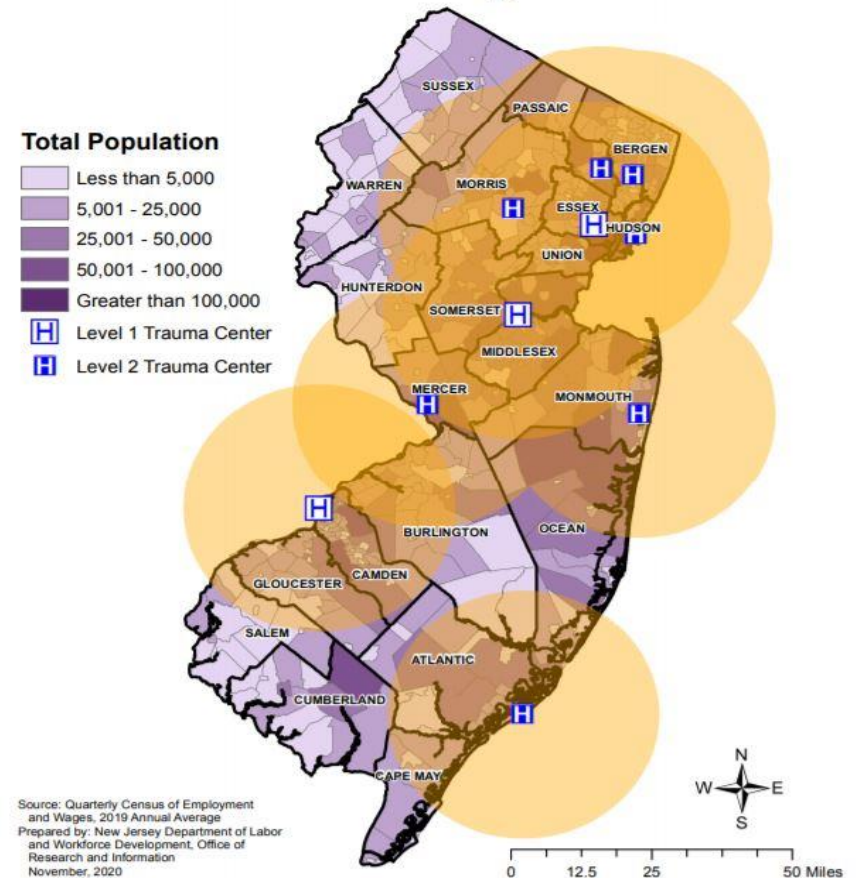 Total Population
Less than 5,000
5,001 - 25,000
25,001 - 50,000
50,001 - 100,000
Greater than 100,000
H Level 1 Trauma Center
H Level 2 Trauma Center
SUSSEX
PASSAIC
BERGEN
H
H
WARREN
MORRIS
H
ESSEX
H
HUDSON
H
UNION
HUNTERDON
SOMERSET
H
MIDDLESEX
MERCER
H
MONMOUTH
H
H
BURLINGTON
OCEAN
CAMDEN
GLOUCESTER
SALEM
ATLANTIC
CUMBERLAND
H
CAPE MAY
N
W E
S
Source: Quarterly Census of Employment
and Wages, 2019 Annual Average
Prepared by: New Jersey Department of Labor
and Workforce Development, Office of
Research and Information
November, 2020
0 12.5 25 50 Miles